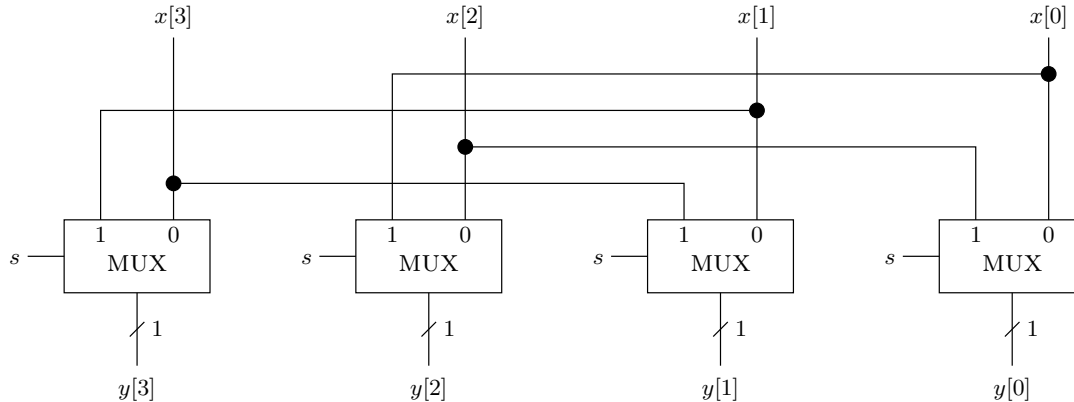 x[3] x[2] x[1] x[0]
1 0 1 0 1 0 1 0
s MUX s MUX s MUX s MUX
1 1 1 1
y[3] y[2] y[1] y[0]